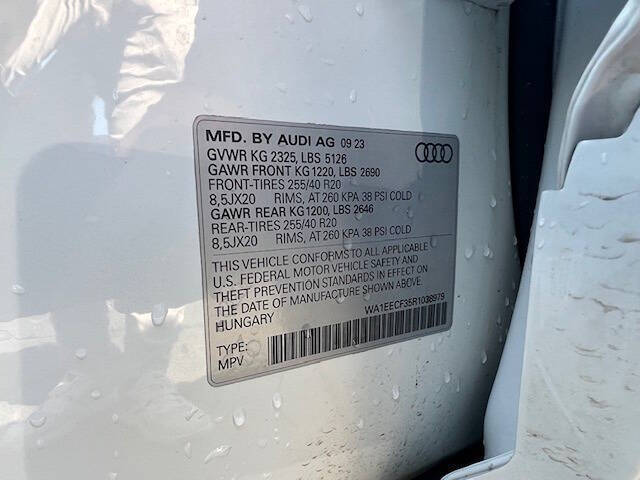 MFD. BY AUDI AG 09 23
GVWR KG 2325, LBS 5126
GAWR FRONT KG1220, LBS 2690
FRONT-TIRES 255/40 R20
8,5JX20 RIMS, AT 260 KPA 38 PSI COLD
GAWR REAR KG1200, LBS 2646
REAR-TIRES 255/40 R20
8,5JX20 RIMS, AT 260 KPA 38 PSI COLD
THIS VEHICLE CONFORMS TO ALL APPLICABLE
U.S. FEDERAL MOTOR VEHICLE SAFETY AND
THEFT PREVENTION STANDARDS IN EFFECT ON
THE DATE OF MANUFACTURE SHOWN ABOVE.
HUNGARY WA1EECF35R1038979
TYPE:
MPV